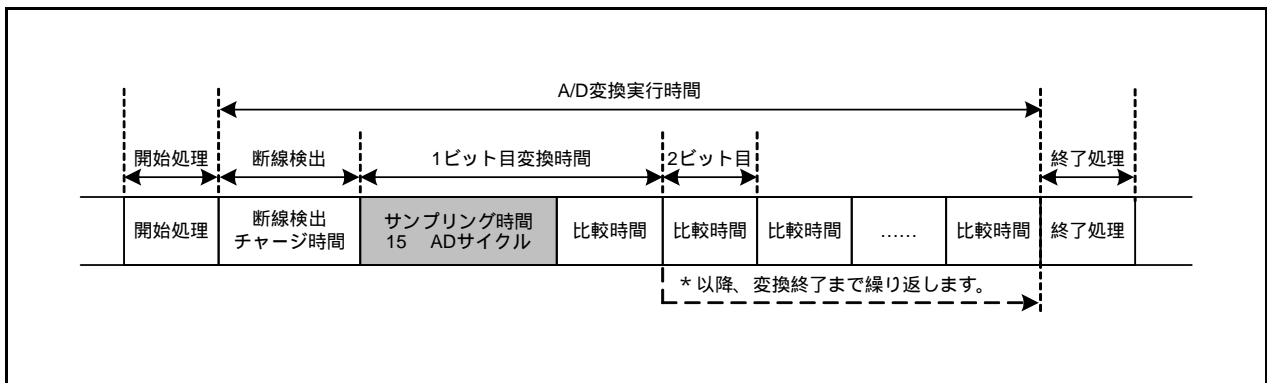 A/D変換実行時間
開始処理 断線検出 1ビット目変換時間 2ビット目 終了処理
開始処理 断線検出チャージ時間 サンプリング時間 15 ADサイクル 比較時間 比較時間 比較時間 …… 比較時間 終了処理
*以降、変換終了まで繰り返します。